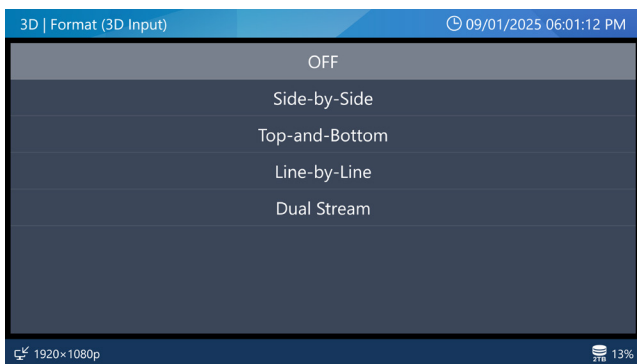 3D | Format (3D Input) 09/01/2025 06:01:12 PM
OFF
Side-by-Side
Top-and-Bottom
Line-by-Line
Dual Stream
1920×1080p 2TB 13%